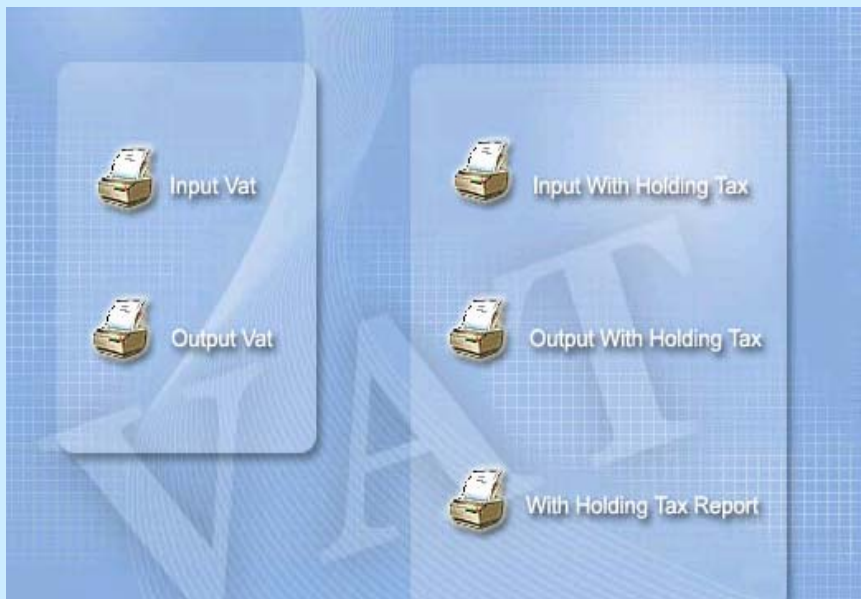 Input Vat
Output Vat
Input With Holding Tax
Output With Holding Tax
With Holding Tax Report
VAT